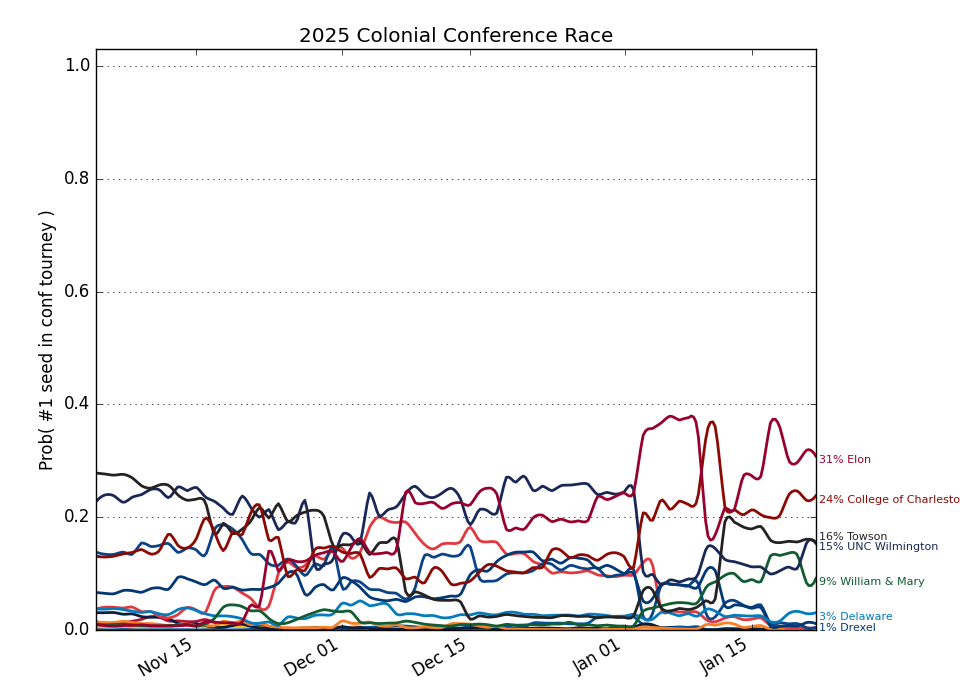 2025 Colonial Conference Race
Prob( #1 seed in conf tourney )
1.0
0.8
0.6
0.4
0.2
0.0
Nov 15
Dec 01
Dec 15
Jan 01
Jan 15
31% Elon
24% College of Charlesto
16% Towson
15% UNC Wilmington
9% William & Mary
3% Delaware
1% Drexel